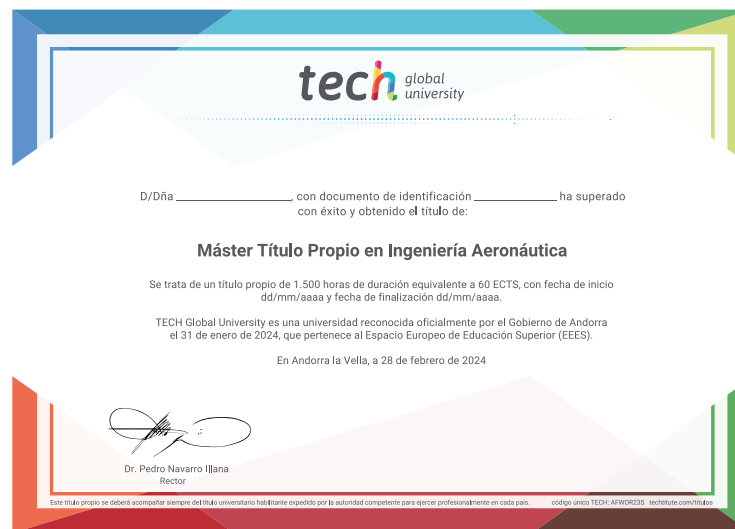 tech global university
D/Dña ____________________, con documento de identificación ______________ ha superado
con éxito y obtenido el título de:
Máster Título Propio en Ingeniería Aeronáutica
Se trata de un título propio de 1.500 horas de duración equivalente a 60 ECTS, con fecha de inicio
dd/mm/aaaa y fecha de finalización dd/mm/aaaa.
TECH Global University es una universidad reconocida oficialmente por el Gobierno de Andorra
el 31 de enero de 2024, que pertenece al Espacio Europeo de Educación Superior (EEES).
En Andorra la Vella, a 28 de febrero de 2024
Dr. Pedro Navarro Illana
Rector
Este título propio se deberá acompañar siempre del título universitario habilitante expedido por la autoridad competente para ejercer profesionalmente en cada país. código único TECH: AFWOR23S techtitute.com/titulos